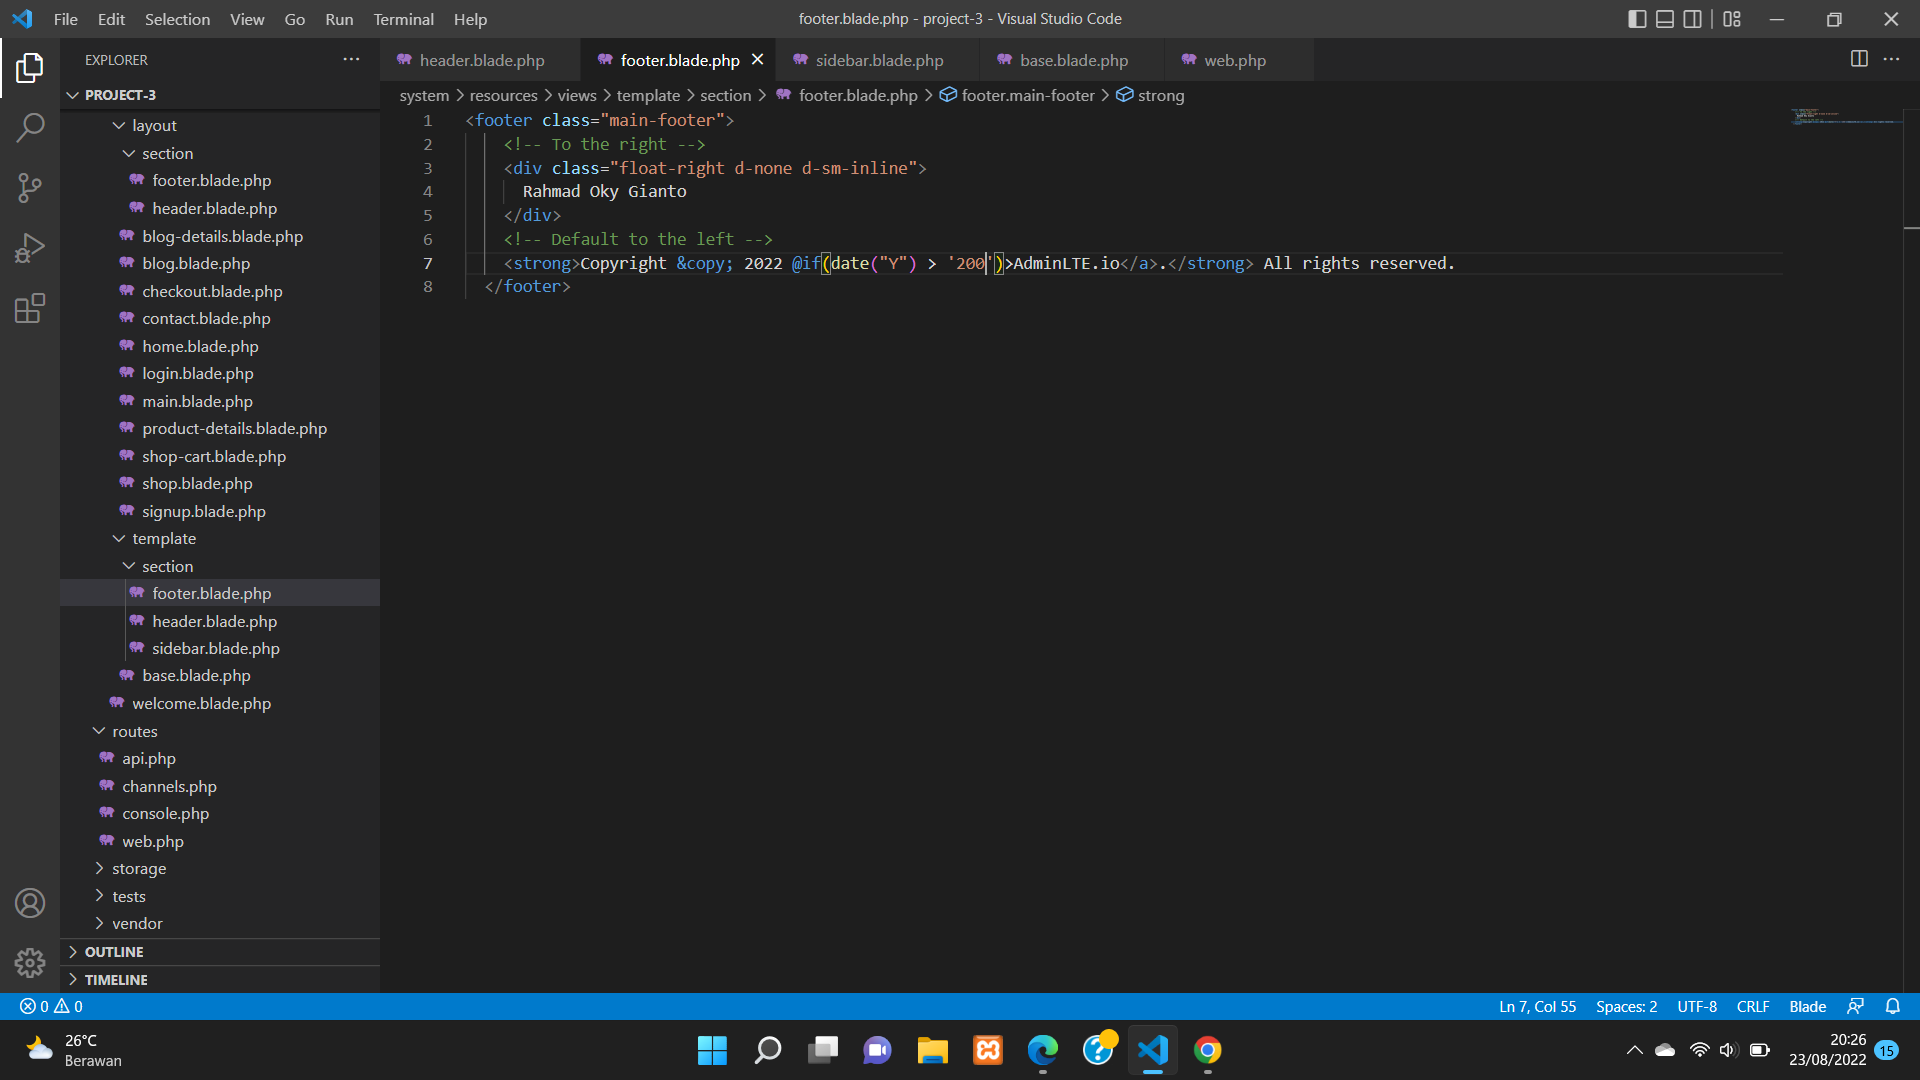 File Edit Selection View Go Run Terminal Help
footer.blade.php - project-3 - Visual Studio Code
EXPLORER
header.blade.php
footer.blade.php
sidebar.blade.php
base.blade.php
web.php
PROJECT-3
system > resources > views > template > section > footer.blade.php > footer.main-footer > strong
layout
section
footer.blade.php
header.blade.php
blog-details.blade.php
blog.blade.php
checkout.blade.php
contact.blade.php
home.blade.php
login.blade.php
main.blade.php
product-details.blade.php
shop-cart.blade.php
shop.blade.php
signup.blade.php
template
section
footer.blade.php
header.blade.php
sidebar.blade.php
base.blade.php
welcome.blade.php
routes
api.php
channels.php
console.php
web.php
storage
tests
vendor
OUTLINE
TIMELINE
1 <footer class="main-footer">
2 <!-- To the right -->
3 <div class="float-right d-none d-sm-inline">
4 Rahmad Oky Gianto
5 </div>
6 <!-- Default to the left -->
7 <strong>Copyright &copy; 2022 @if(date("Y") > '200')>AdminLTE.io</a>.</strong> All rights reserved.
8 </footer>
0 0
Ln 7, Col 55 Spaces: 2 UTF-8 CRLF Blade
26°C
Berawan
20:26
23/08/2022
15